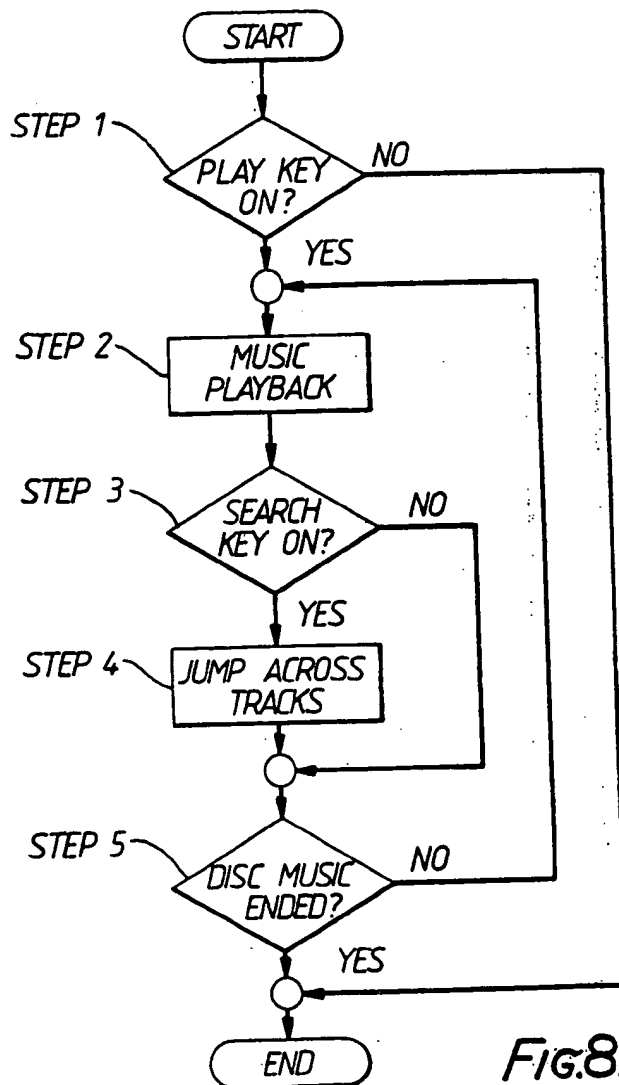 START
STEP 1
PLAY KEY
ON?
NO
YES
STEP 2
MUSIC
PLAYBACK
STEP 3
SEARCH
KEY ON?
NO
YES
STEP 4
JUMP ACROSS
TRACKS
STEP 5
DISC MUSIC
ENDED?
NO
YES
END
FIG.8.